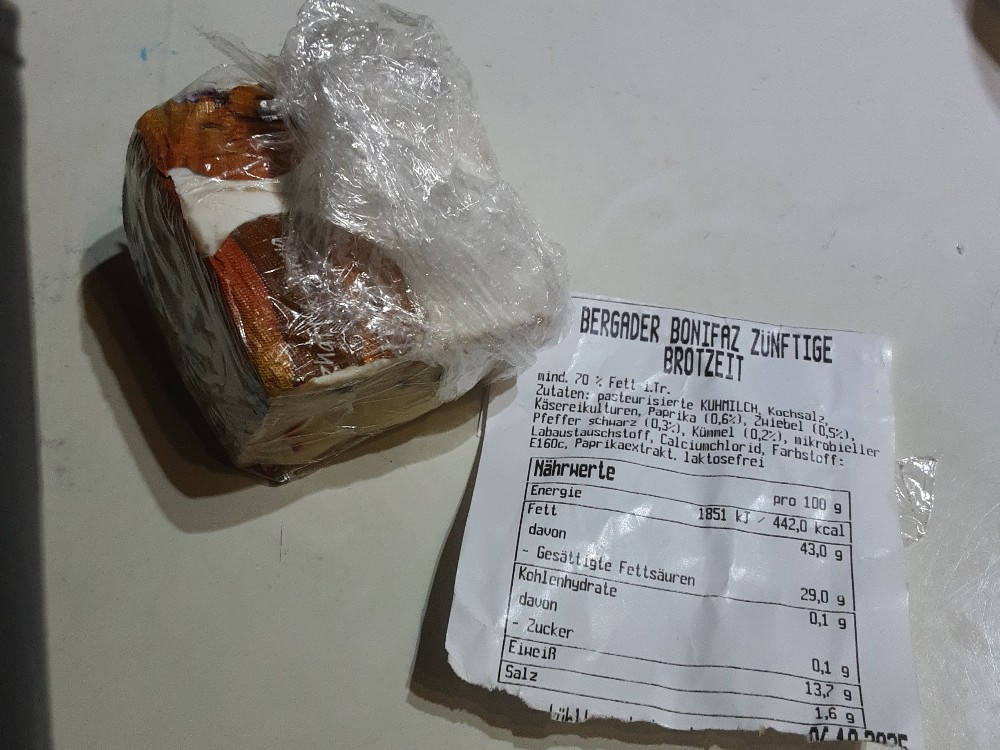 BERGADER BONIFAZ ZÜNFTIGE
BROTZEIT
mind. 70 % Fett i.Tr.
Zutaten: pasteurisierte KUHMILCH, Kochsalz,
Käsereikulturen, Paprika (0,6%), Zwiebel (0,5%),
Pfeffer schwarz (0,3%), Kümmel (0,2%), mikrobieller
Labaustauschstoff, Calciumchlorid, Farbstoff:
E160c, Paprikaextrakt. laktosefrei
Nährwerte
pro 100 g
Energie 1851 kJ / 442,0 kcal
Fett 43,0 g
davon
- Gesättigte Fettsäuren 29,0 g
Kohlenhydrate 0,1 g
davon
- Zucker 0,1 g
Eiweiß 13,7 g
Salz 1,6 g